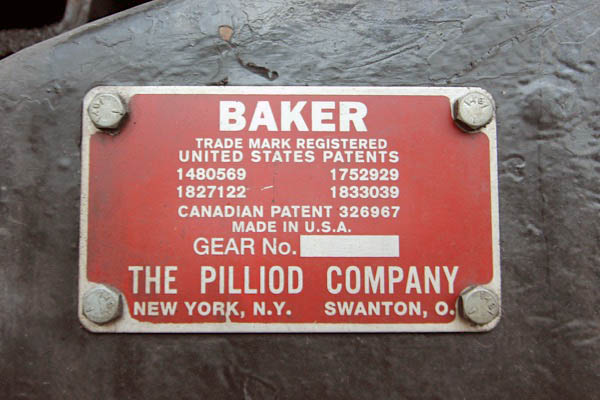 BAKER
TRADE MARK REGISTERED
UNITED STATES PATENTS
1480569 1752929
1827122 1833039
CANADIAN PATENT 326967
MADE IN U.S.A.
GEAR No.
THE PILLIOD COMPANY
NEW YORK, N.Y. SWANTON, O.